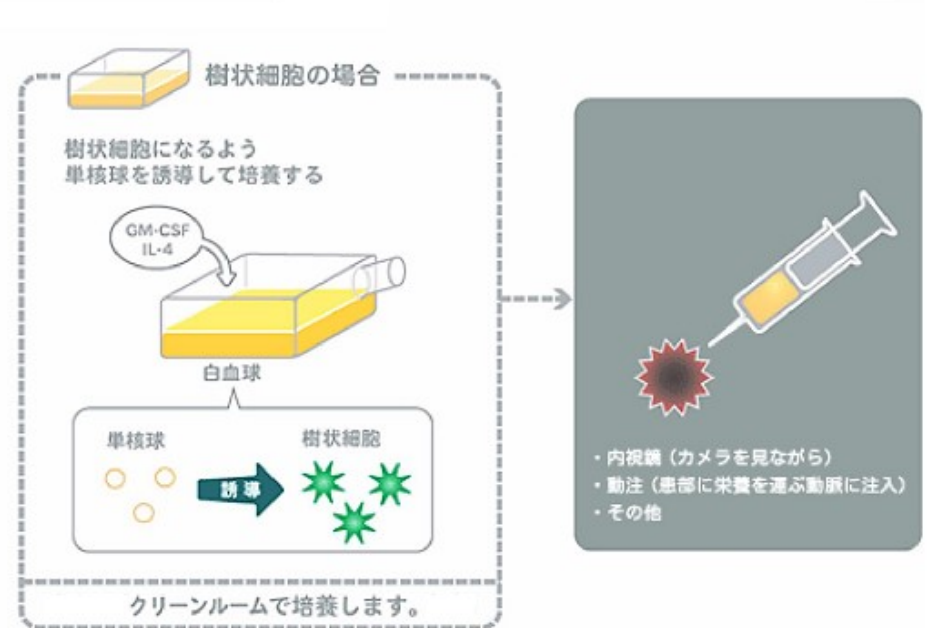 樹状細胞の場合
樹状細胞になるよう
単核球を誘導して培養する
GM-CSF
IL-4
白血球
単核球
樹状細胞
誘導
クリーンルームで培養します。
・内視鏡（カメラを見ながら）
・動注（患部に栄養を運ぶ動脈に注入）
・その他